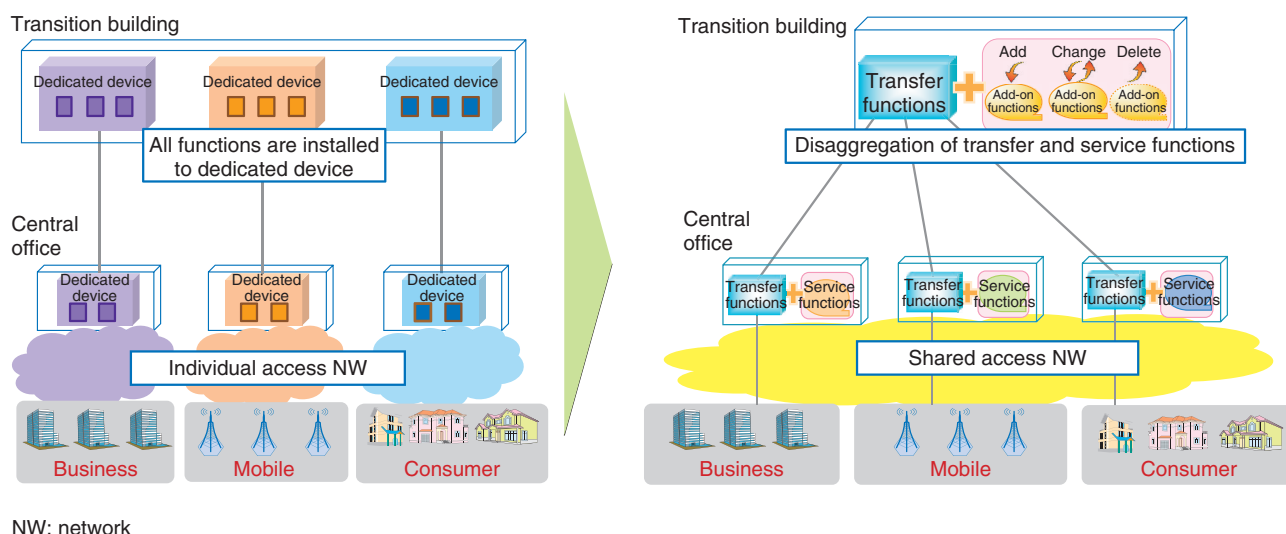 Transition building
Dedicated device
Dedicated device
Dedicated device
All functions are installed
to dedicated device
Central
office
Dedicated
device
Dedicated
device
Dedicated
device
Individual access NW
Business
Mobile
Consumer
NW: network
Transition building
Transfer
functions
Add
Change
Delete
Add-on
functions
Add-on
functions
Add-on
functions
Disaggregation of transfer and service functions
Central
office
Transfer
functions
Service
functions
Transfer
functions
Service
functions
Transfer
functions
Service
functions
Shared access NW
Business
Mobile
Consumer